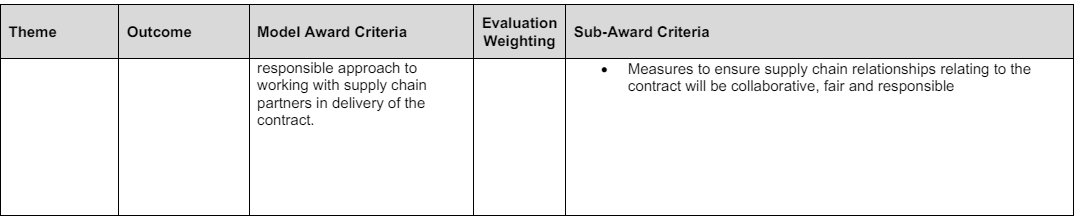 Theme
Outcome
Model Award Criteria
Evaluation
Weighting
Sub-Award Criteria
responsible approach to
working with supply chain
partners in delivery of the
contract.
• Measures to ensure supply chain relationships relating to the
contract will be collaborative, fair and responsible